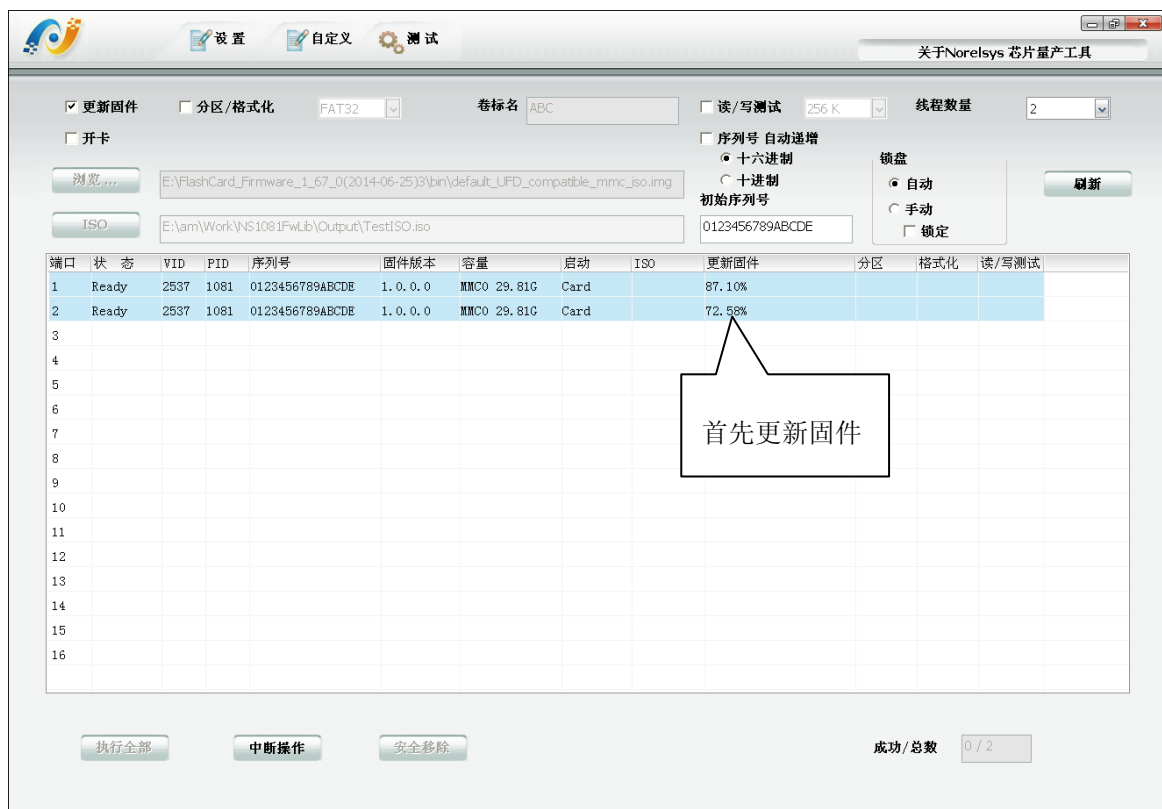 设 置 自定义 测 试
关于Norelsys 芯片量产工具
更新固件 分区/格式化 FAT32 卷标名 ABC 读/写测试 256 K 线程数量 2
开卡 序列号 自动递增
十六进制 锁盘
浏览 ... E:\FlashCard_Firmware_1_67_0(2014-06-25)3\bin\default_UFD_compatible_mmc_iso.img 十进制 自动 刷新
初始序列号 手动
ISO E:\am\Work\NS1081FwLib\Output\TestISO.iso 0123456789ABCDE 锁定
端口 状 态 VID PID 序列号 固件版本 容量 启动 ISO 更新固件 分区 格式化 读/写测试
1 Ready 2537 1081 0123456789ABCDE 1.0.0.0 MMC0 29.81G Card 87.10%
2 Ready 2537 1081 0123456789ABCDE 1.0.0.0 MMC0 29.81G Card 72.58%
3
4
5
6
首先更新固件
7
8
9
10
11
12
13
14
15
16
执行全部 中断操作 安全移除 成功/总数 0 / 2